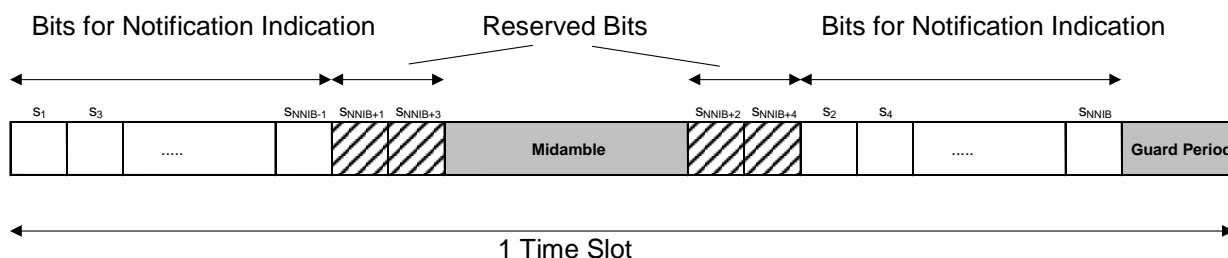 Bits for Notification Indication Reserved Bits Bits for Notification Indication
s1 s3 sNNIB-1 sNNIB+1 sNNIB+3 sNNIB+2 sNNIB+4 s2 s4 sNNIB
..... Midamble ..... Guard Period
1 Time Slot